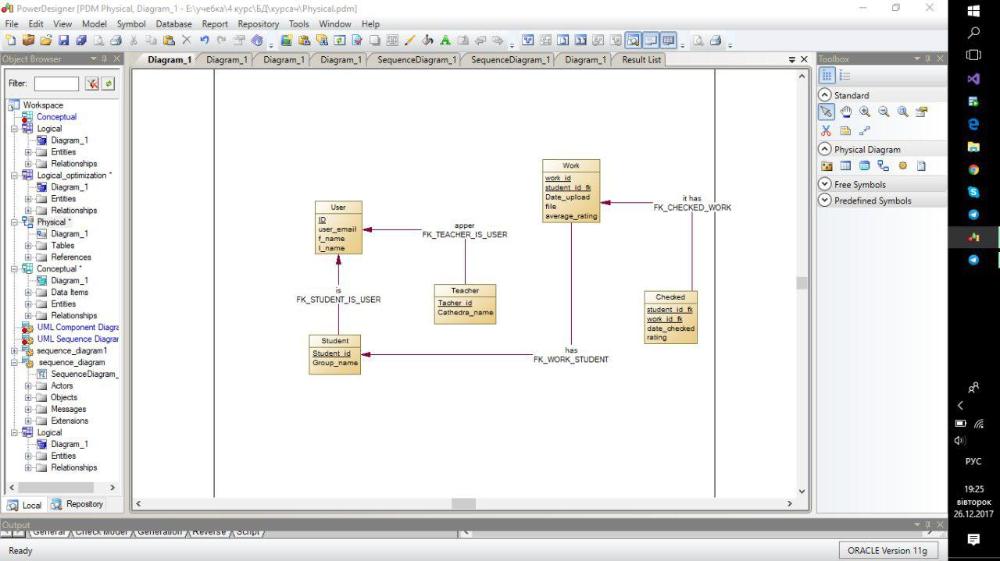 PowerDesigner [PDM Physical, Diagram_1 - E:\учебка\4 курс\БД\курсач\Physical.pdm]
File Edit View Model Symbol Database Report Repository Tools Window Help
Object Browser
Filter:
Workspace
Conceptual
Logical
Diagram_1
Entities
Relationships
Logical_optimization *
Diagram_1
Entities
Relationships
Physical *
Diagram_1
Tables
References
Conceptual *
Diagram_1
Data Items
Entities
Relationships
UML Component Diagra
UML Sequence Diagrar
sequence_diagram1
sequence_diagram
SequenceDiagram_
Actors
Objects
Messages
Extensions
Logical
Diagram_1
Entities
Relationships
Local Repository
Diagram_1 Diagram_1 Diagram_1 Diagram_1 SequenceDiagram_1 SequenceDiagram_1 Diagram_1 Result List
Work
work_id
student_id_fk
Date_upload
file
average_rating
it has
FK_CHECKED_WORK
User
ID
user_email
f_name
l_name
apper
FK_TEACHER_IS_USER
is
FK_STUDENT_IS_USER
Teacher
Tacher_id
Cathedra_name
Checked
student_id_fk
work_id_fk
date_checked
rating
Student
Student_id
Group_name
has
FK_WORK_STUDENT
Toolbox
Standard
Physical Diagram
Free Symbols
Predefined Symbols
Output
General Check Model Generation Reverse Script
Ready
ORACLE Version 11g
РУС
19:25
вівторок
26.12.2017